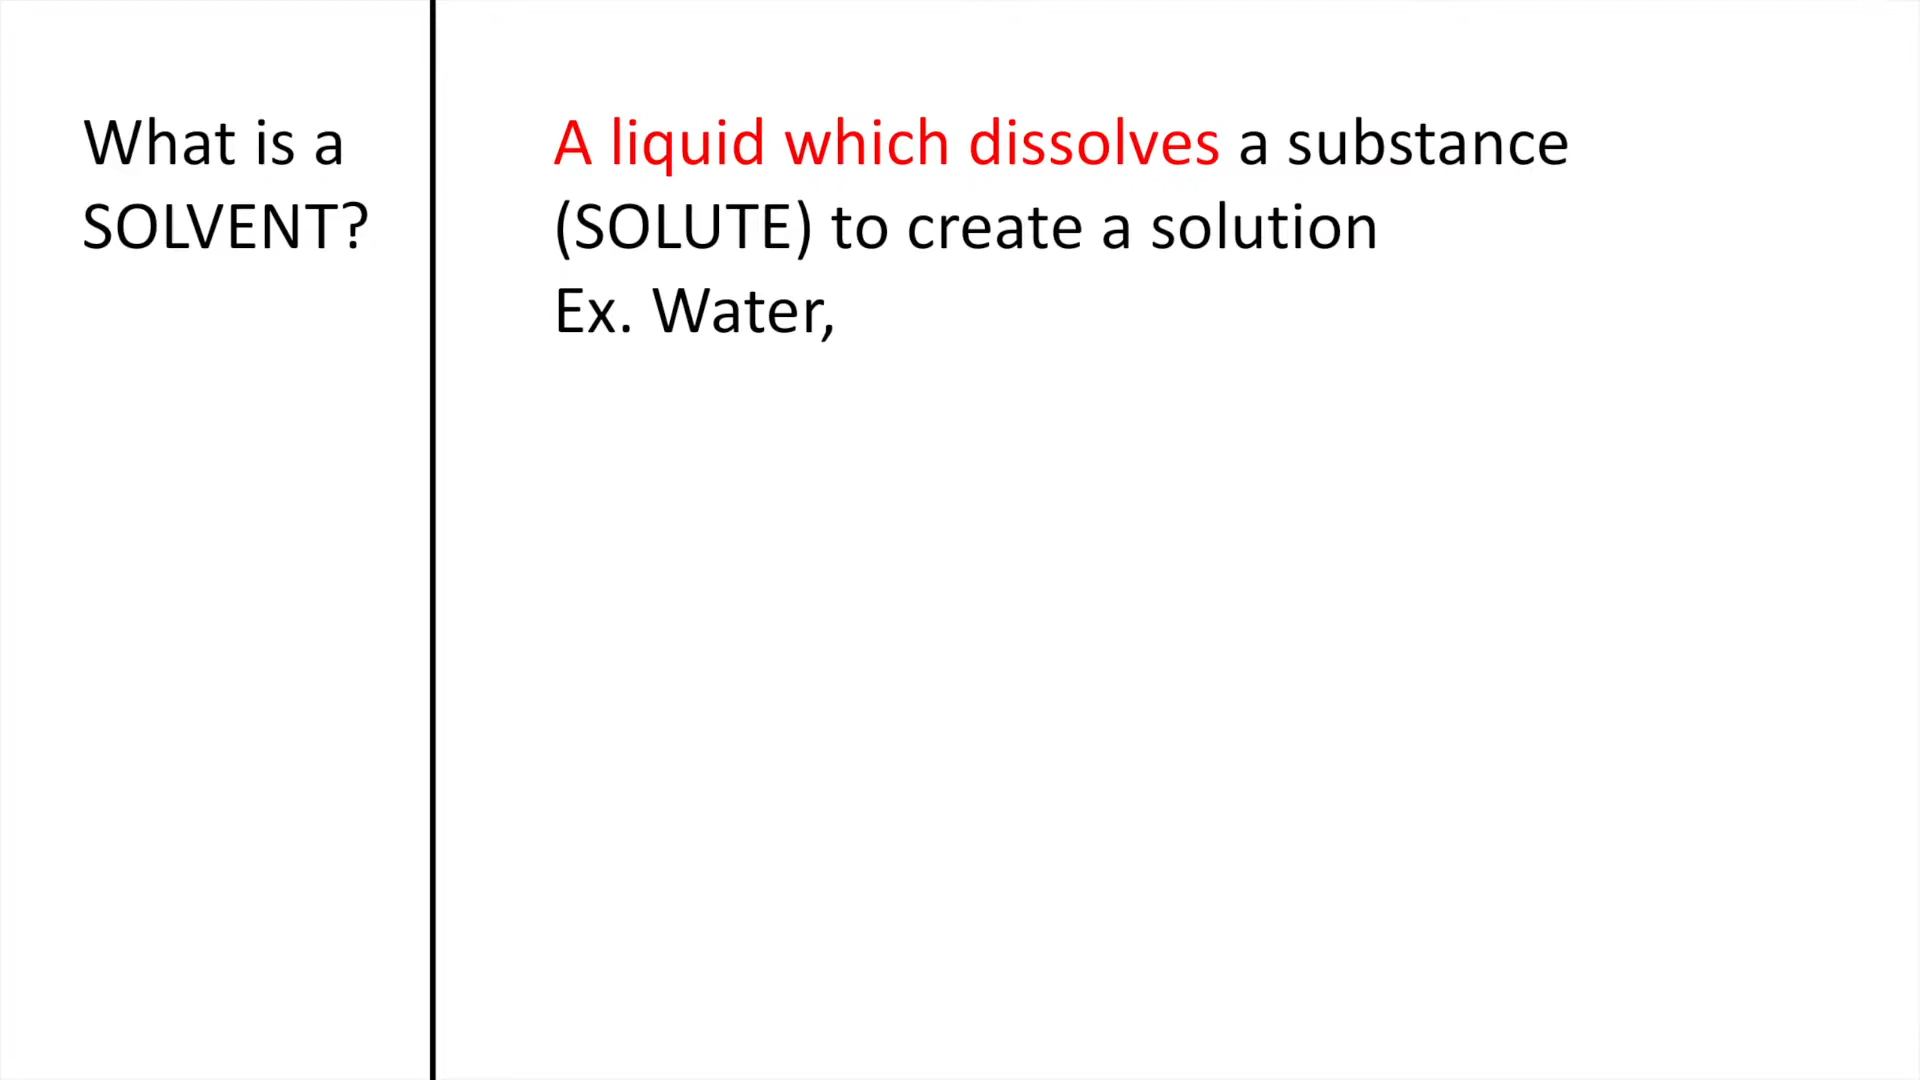 What is a
SOLVENT?
A liquid which dissolves a substance
(SOLUTE) to create a solution
Ex. Water,